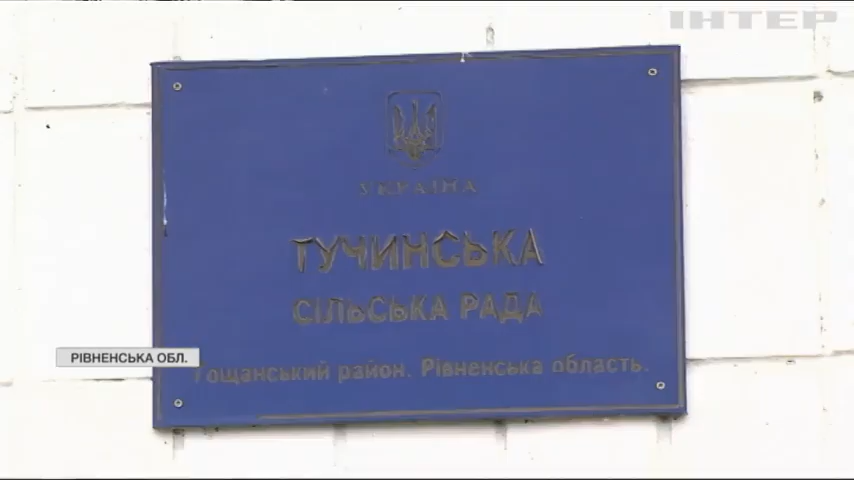 ІНТЕР
УКРАЇНА
ТУЧИНСЬКА
СІЛЬСЬКА РАДА
РІВНЕНСЬКА ОБЛ.
Гощанський район. Рівненська область.